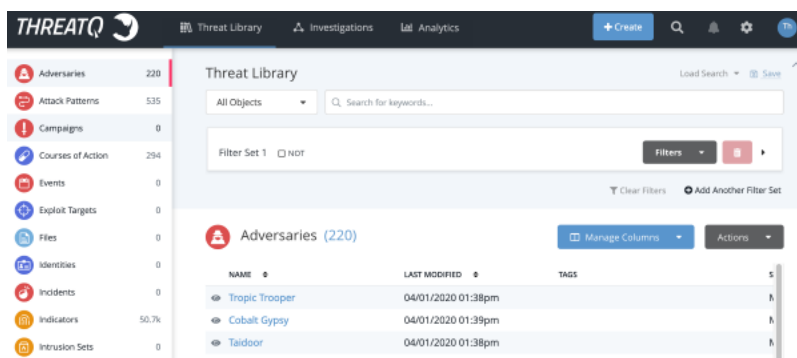 THREATQ
Threat Library
Investigations
Analytics
+ Create
Th
Adversaries 220
Attack Patterns 535
Campaigns 0
Courses of Action 294
Events 0
Exploit Targets 0
Files 0
Identities 0
Incidents 0
Indicators 50.7k
Intrusion Sets 0
Threat Library
Load Search
Save
All Objects
Search for keywords...
Filter Set 1 NOT
Filters
Clear Filters
Add Another Filter Set
Adversaries (220)
Manage Columns
Actions
NAME LAST MODIFIED TAGS S
Tropic Trooper 04/01/2020 01:38pm
Cobalt Gypsy 04/01/2020 01:39pm
Taidoor 04/01/2020 01:38pm